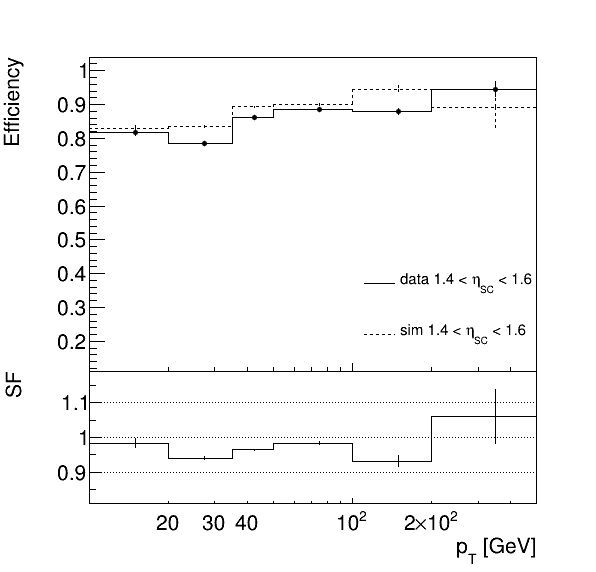 Efficiency
1
0.9
0.8
0.7
0.6
0.5
0.4
0.3
0.2
data 1.4 < η_SC < 1.6
sim 1.4 < η_SC < 1.6
SF
1.1
1
0.9
20 30 40 10² 2×10²
p_T [GeV]